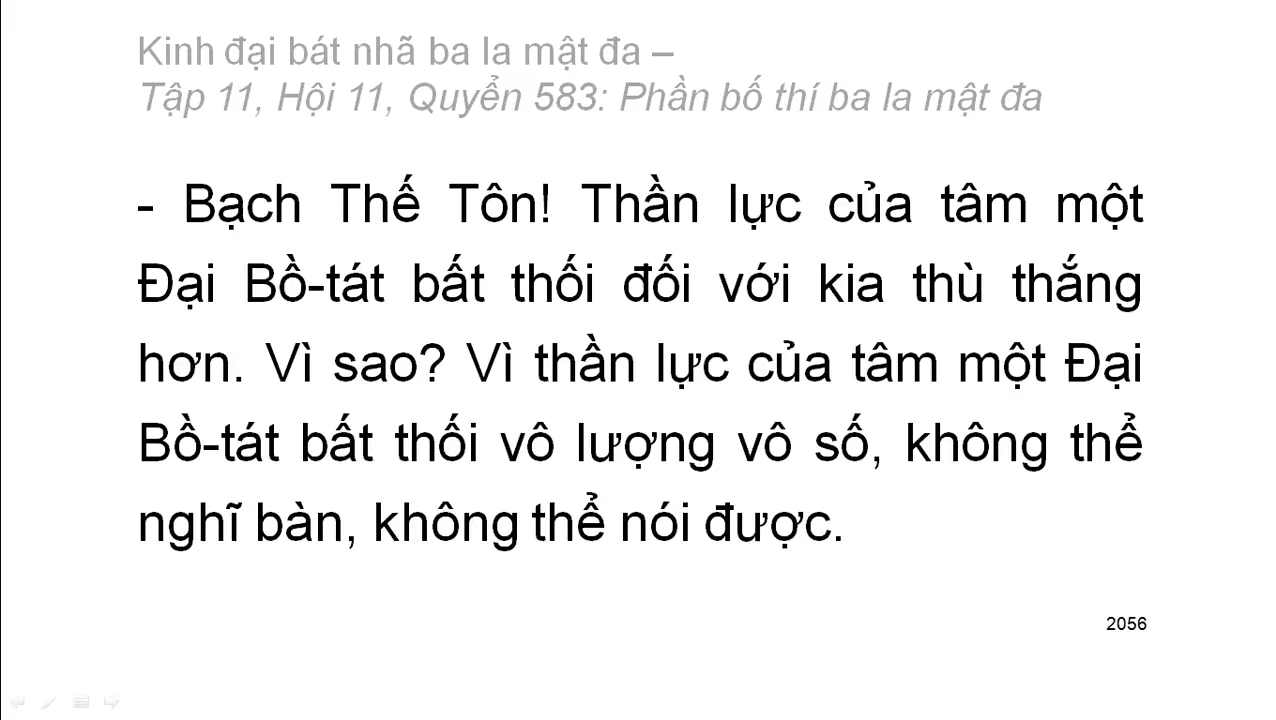 Kinh đại bát nhã ba la mật đa –
Tập 11, Hội 11, Quyển 583: Phần bố thí ba la mật đa
- Bạch Thế Tôn! Thần lực của tâm một
Đại Bồ-tát bất thối đối với kia thù thắng
hơn. Vì sao? Vì thần lực của tâm một Đại
Bồ-tát bất thối vô lượng vô số, không thể
nghĩ bàn, không thể nói được.
2056